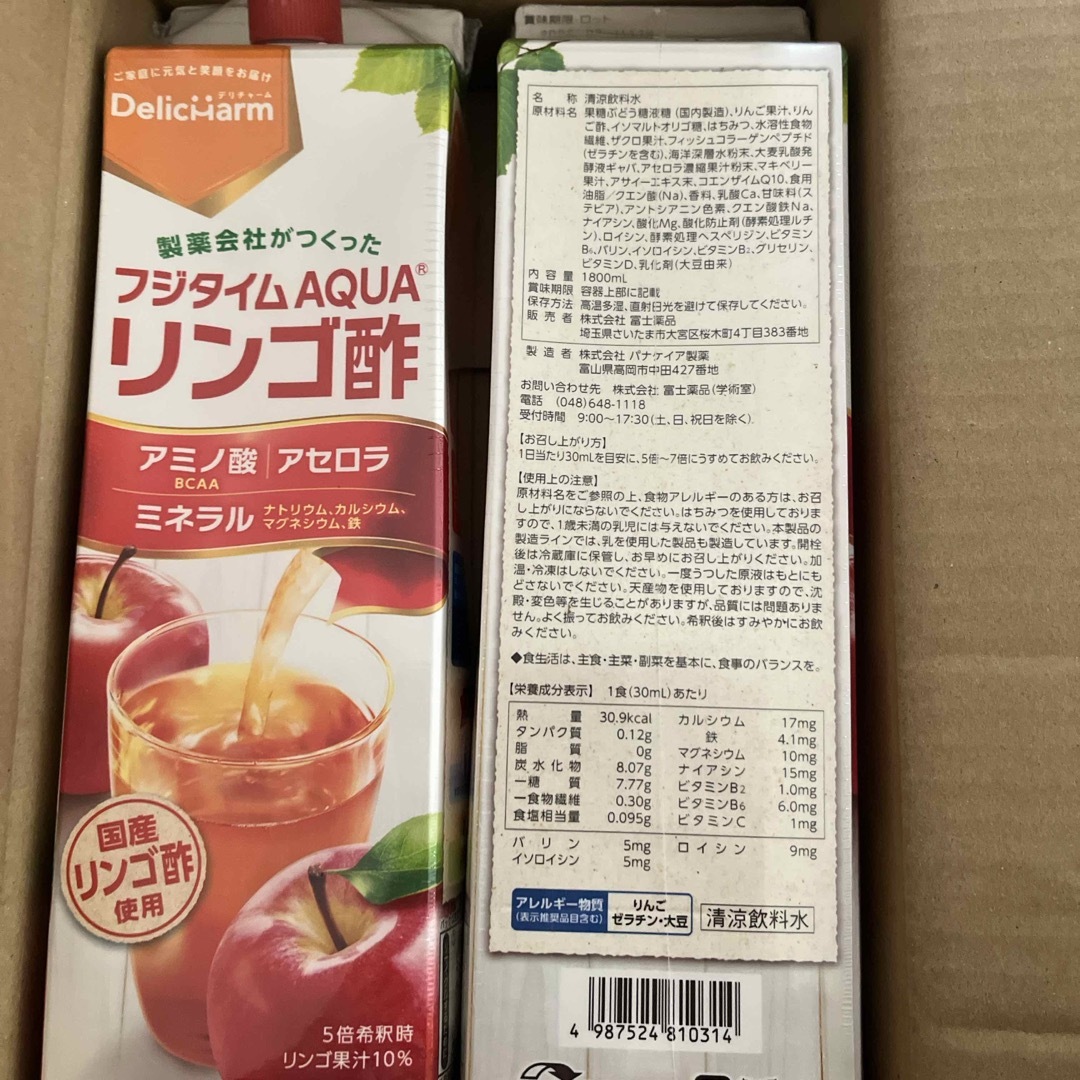 ご家庭に元気と笑顔をお届け
デリチャーム
DeliCharm
製薬会社がつくった
フジタイムAQUA®
リンゴ酢
アミノ酸 アセロラ
BCAA
ミネラル ナトリウム、カルシウム、
マグネシウム、鉄
国産
リンゴ酢
使用
5倍希釈時
リンゴ果汁10%
賞味期限 ロット
名 称 清涼飲料水
原材料名 果糖ぶどう糖液糖(国内製造)、りんご果汁、りん
ご酢、イソマルトオリゴ糖、はちみつ、水溶性食物
繊維、ザクロ果汁、フィッシュコラーゲンペプチド
(ゼラチンを含む)、海洋深層水粉末、大麦乳酸発
酵液ギャバ、アセロラ濃縮果汁粉末、マキベリー
果汁、アサイーエキス末、コエンザイムQ10、食用
油脂/クエン酸(Na)、香料、乳酸Ca、甘味料(ス
テビア)、アントシアニン色素、クエン酸鉄Na、
ナイアシン、酸化Mg、酸化防止剤(酵素処理ルチ
ン)、ロイシン、酵素処理ヘスペリジン、ビタミン
B6、バリン、イソロイシン、ビタミンB2、グリセリン、
ビタミンD、乳化剤(大豆由来)
内容量 1800mL
賞味期限 容器上部に記載
保存方法 高温多湿、直射日光を避けて保存してください。
販売者 株式会社 富士薬品
埼玉県さいたま市大宮区桜木町4丁目383番地
製造者 株式会社 パナケイア製薬
富山県高岡市中田427番地
お問い合わせ先 株式会社 富士薬品(学術室)
電話 (048)648-1118
受付時間 9:00〜17:30(土、日、祝日を除く)
【お召し上がり方】
1日当たり30mLを目安に、5倍〜7倍にうすめてお飲みください。
【使用上の注意】
原材料名をご参照の上、食物アレルギーのある方は、お召
し上がりにならないでください。はちみつを使用しておりま
すので、1歳未満の乳児には与えないでください。本製品の
製造ラインでは、乳を使用した製品も製造しています。開栓
後は冷蔵庫に保管し、お早めにお召し上がりください。加
温・冷凍はしないでください。一度うつした原液はもとにも
どさないでください。天産物を使用しておりますので、沈
殿・変色等を生じることがありますが、品質には問題ありま
せん。よく振ってお飲みください。希釈後はすみやかにお飲
みください。
◆食生活は、主食・主菜・副菜を基本に、食事のバランスを。
【栄養成分表示】 1食(30mL)あたり
熱量 30.9kcal カルシウム 17mg
タンパク質 0.12g 鉄 4.1mg
脂質 0g マグネシウム 10mg
炭水化物 8.07g ナイアシン 15mg
ー糖質 7.77g ビタミンB2 1.0mg
ー食物繊維 0.30g ビタミンB6 6.0mg
食塩相当量 0.095g ビタミンC 1mg
バリン 5mg ロイシン 9mg
イソロイシン 5mg
アレルギー物質
(表示推奨品目含む)
りんご
ゼラチン・大豆
清涼飲料水
4 987524 810314